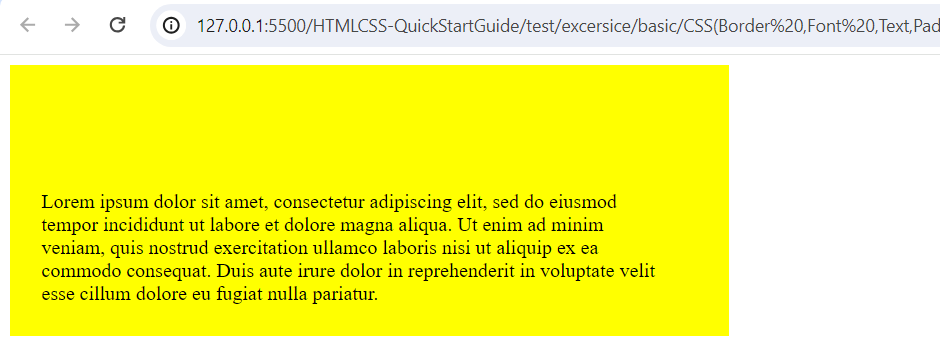 127.0.0.1:5500/HTMLCSS-QuickStartGuide/test/excersice/basic/CSS(Border%20,Font%20,Text,Pad
Lorem ipsum dolor sit amet, consectetur adipiscing elit, sed do eiusmod
tempor incididunt ut labore et dolore magna aliqua. Ut enim ad minim
veniam, quis nostrud exercitation ullamco laboris nisi ut aliquip ex ea
commodo consequat. Duis aute irure dolor in reprehenderit in voluptate velit
esse cillum dolore eu fugiat nulla pariatur.